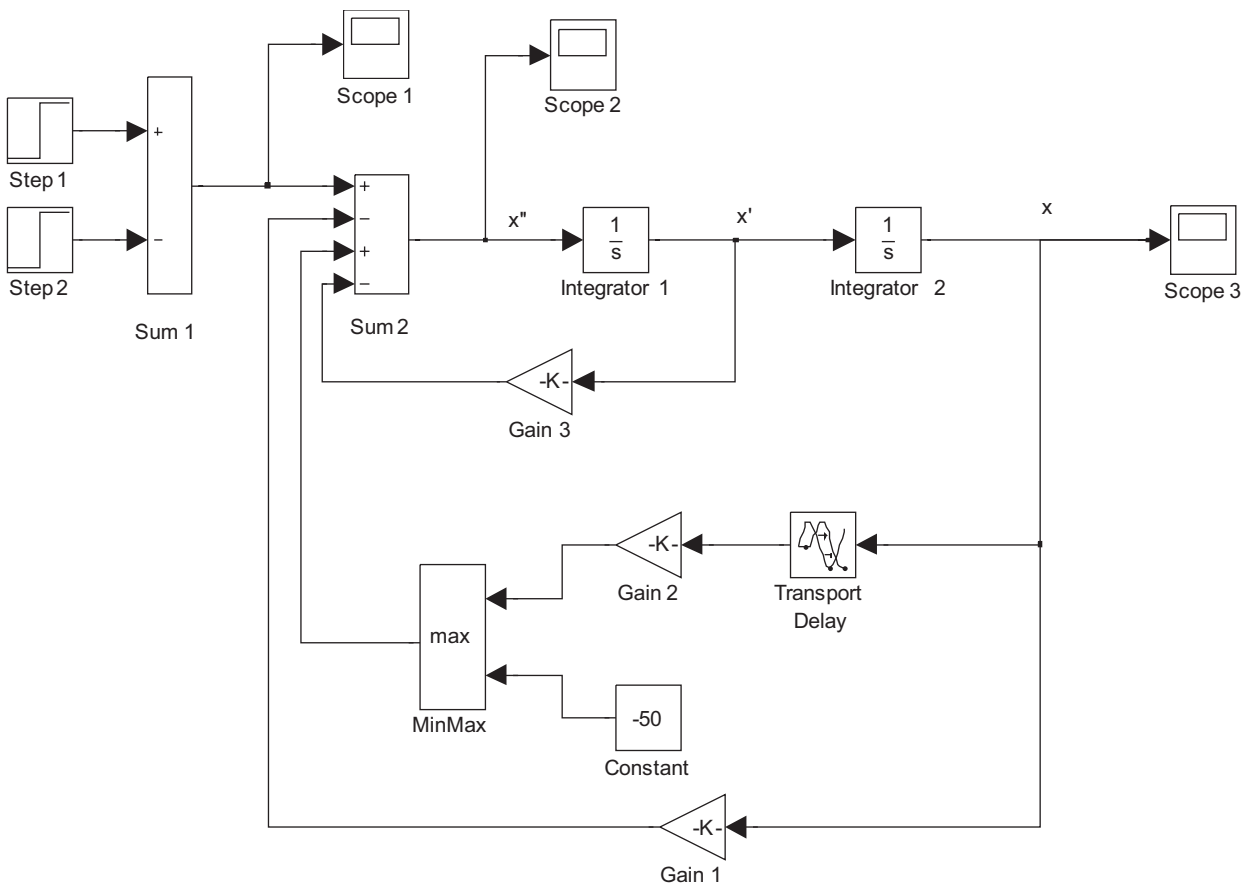 Scope 1
Scope 2
+
Step 1
−
Step 2
Sum 1
+
−
+
−
Sum 2
x"
1
s
Integrator 1
x'
1
s
Integrator 2
x
Scope 3
-K-
Gain 3
-K-
Gain 2
Transport
Delay
max
MinMax
-50
Constant
-K-
Gain 1